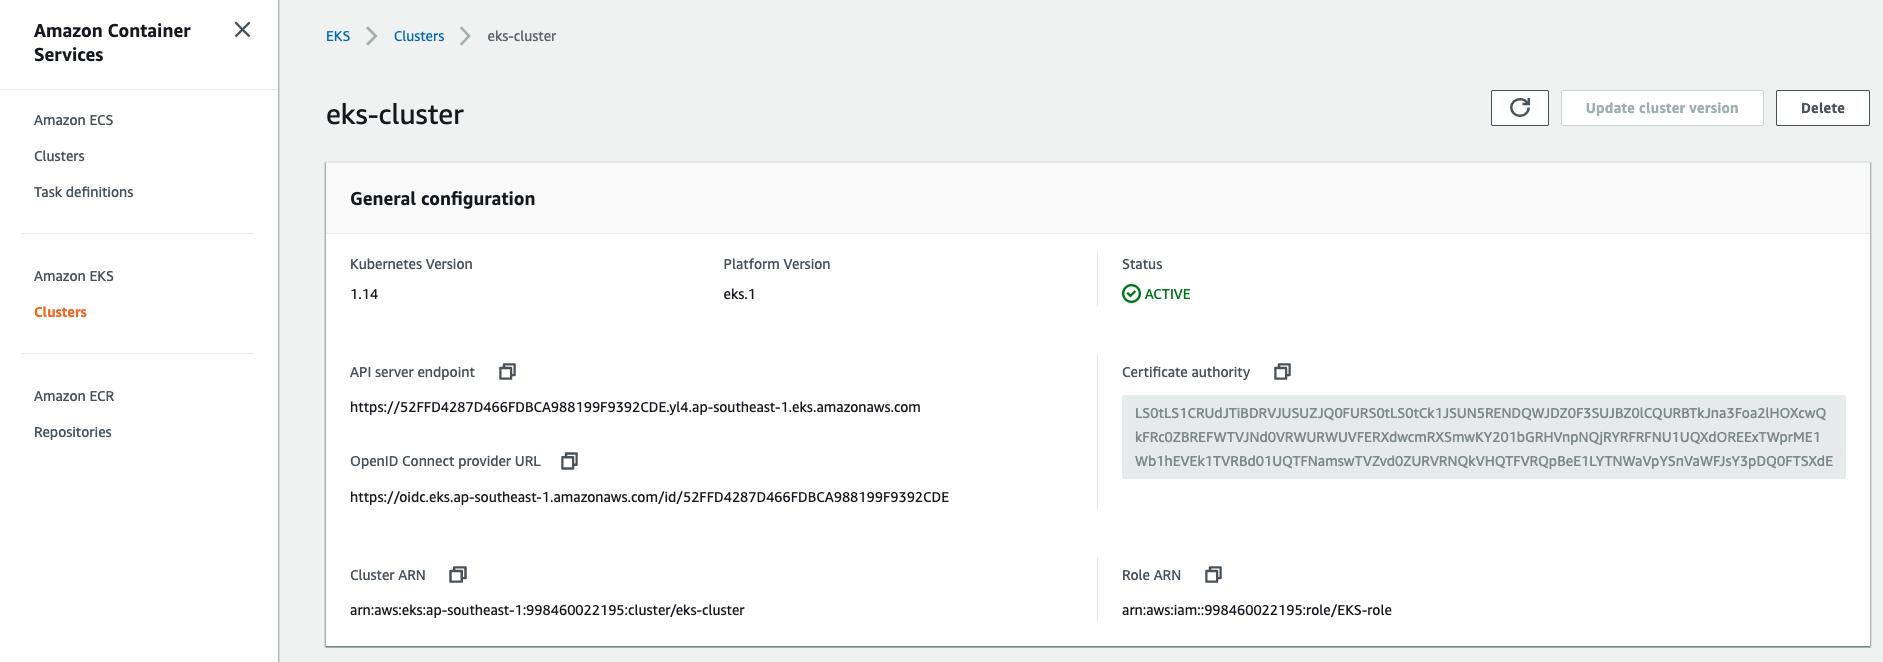 Amazon Container
Services
Amazon ECS
Clusters
Task definitions
Amazon EKS
Clusters
Amazon ECR
Repositories
EKS Clusters eks-cluster
eks-cluster
Update cluster version
Delete
General configuration
Kubernetes Version
1.14
Platform Version
eks.1
Status
ACTIVE
API server endpoint
https://52FFD4287D466FDBCA988199F9392CDE.yl4.ap-southeast-1.eks.amazonaws.com
OpenID Connect provider URL
https://oidc.eks.ap-southeast-1.amazonaws.com/id/52FFD4287D466FDBCA988199F9392CDE
Certificate authority
LS0tLS1CRUdJTiBDRVJUSUZJQ0FURS0tLS0tCk1JSUN5RENDQWJDZ0F3SUJBZ0lCQURBTkJna3Foa2lHOXcwQ
kFRc0ZBREFWTVJNd0VRWURWUVFERXdwcmRXSmwKY201bGRHVnpNQjRYRFRFNU1UQXdOREExTWprME1
Wb1hEVEk1TVRBd01UQTFNamswTVZvd0ZURVRNQkVHQTFVRQpBeE1LYTNWaVpYSnVaWFJsY3pDQ0FTSXdE
Cluster ARN
arn:aws:eks:ap-southeast-1:998460022195:cluster/eks-cluster
Role ARN
arn:aws:iam::998460022195:role/EKS-role